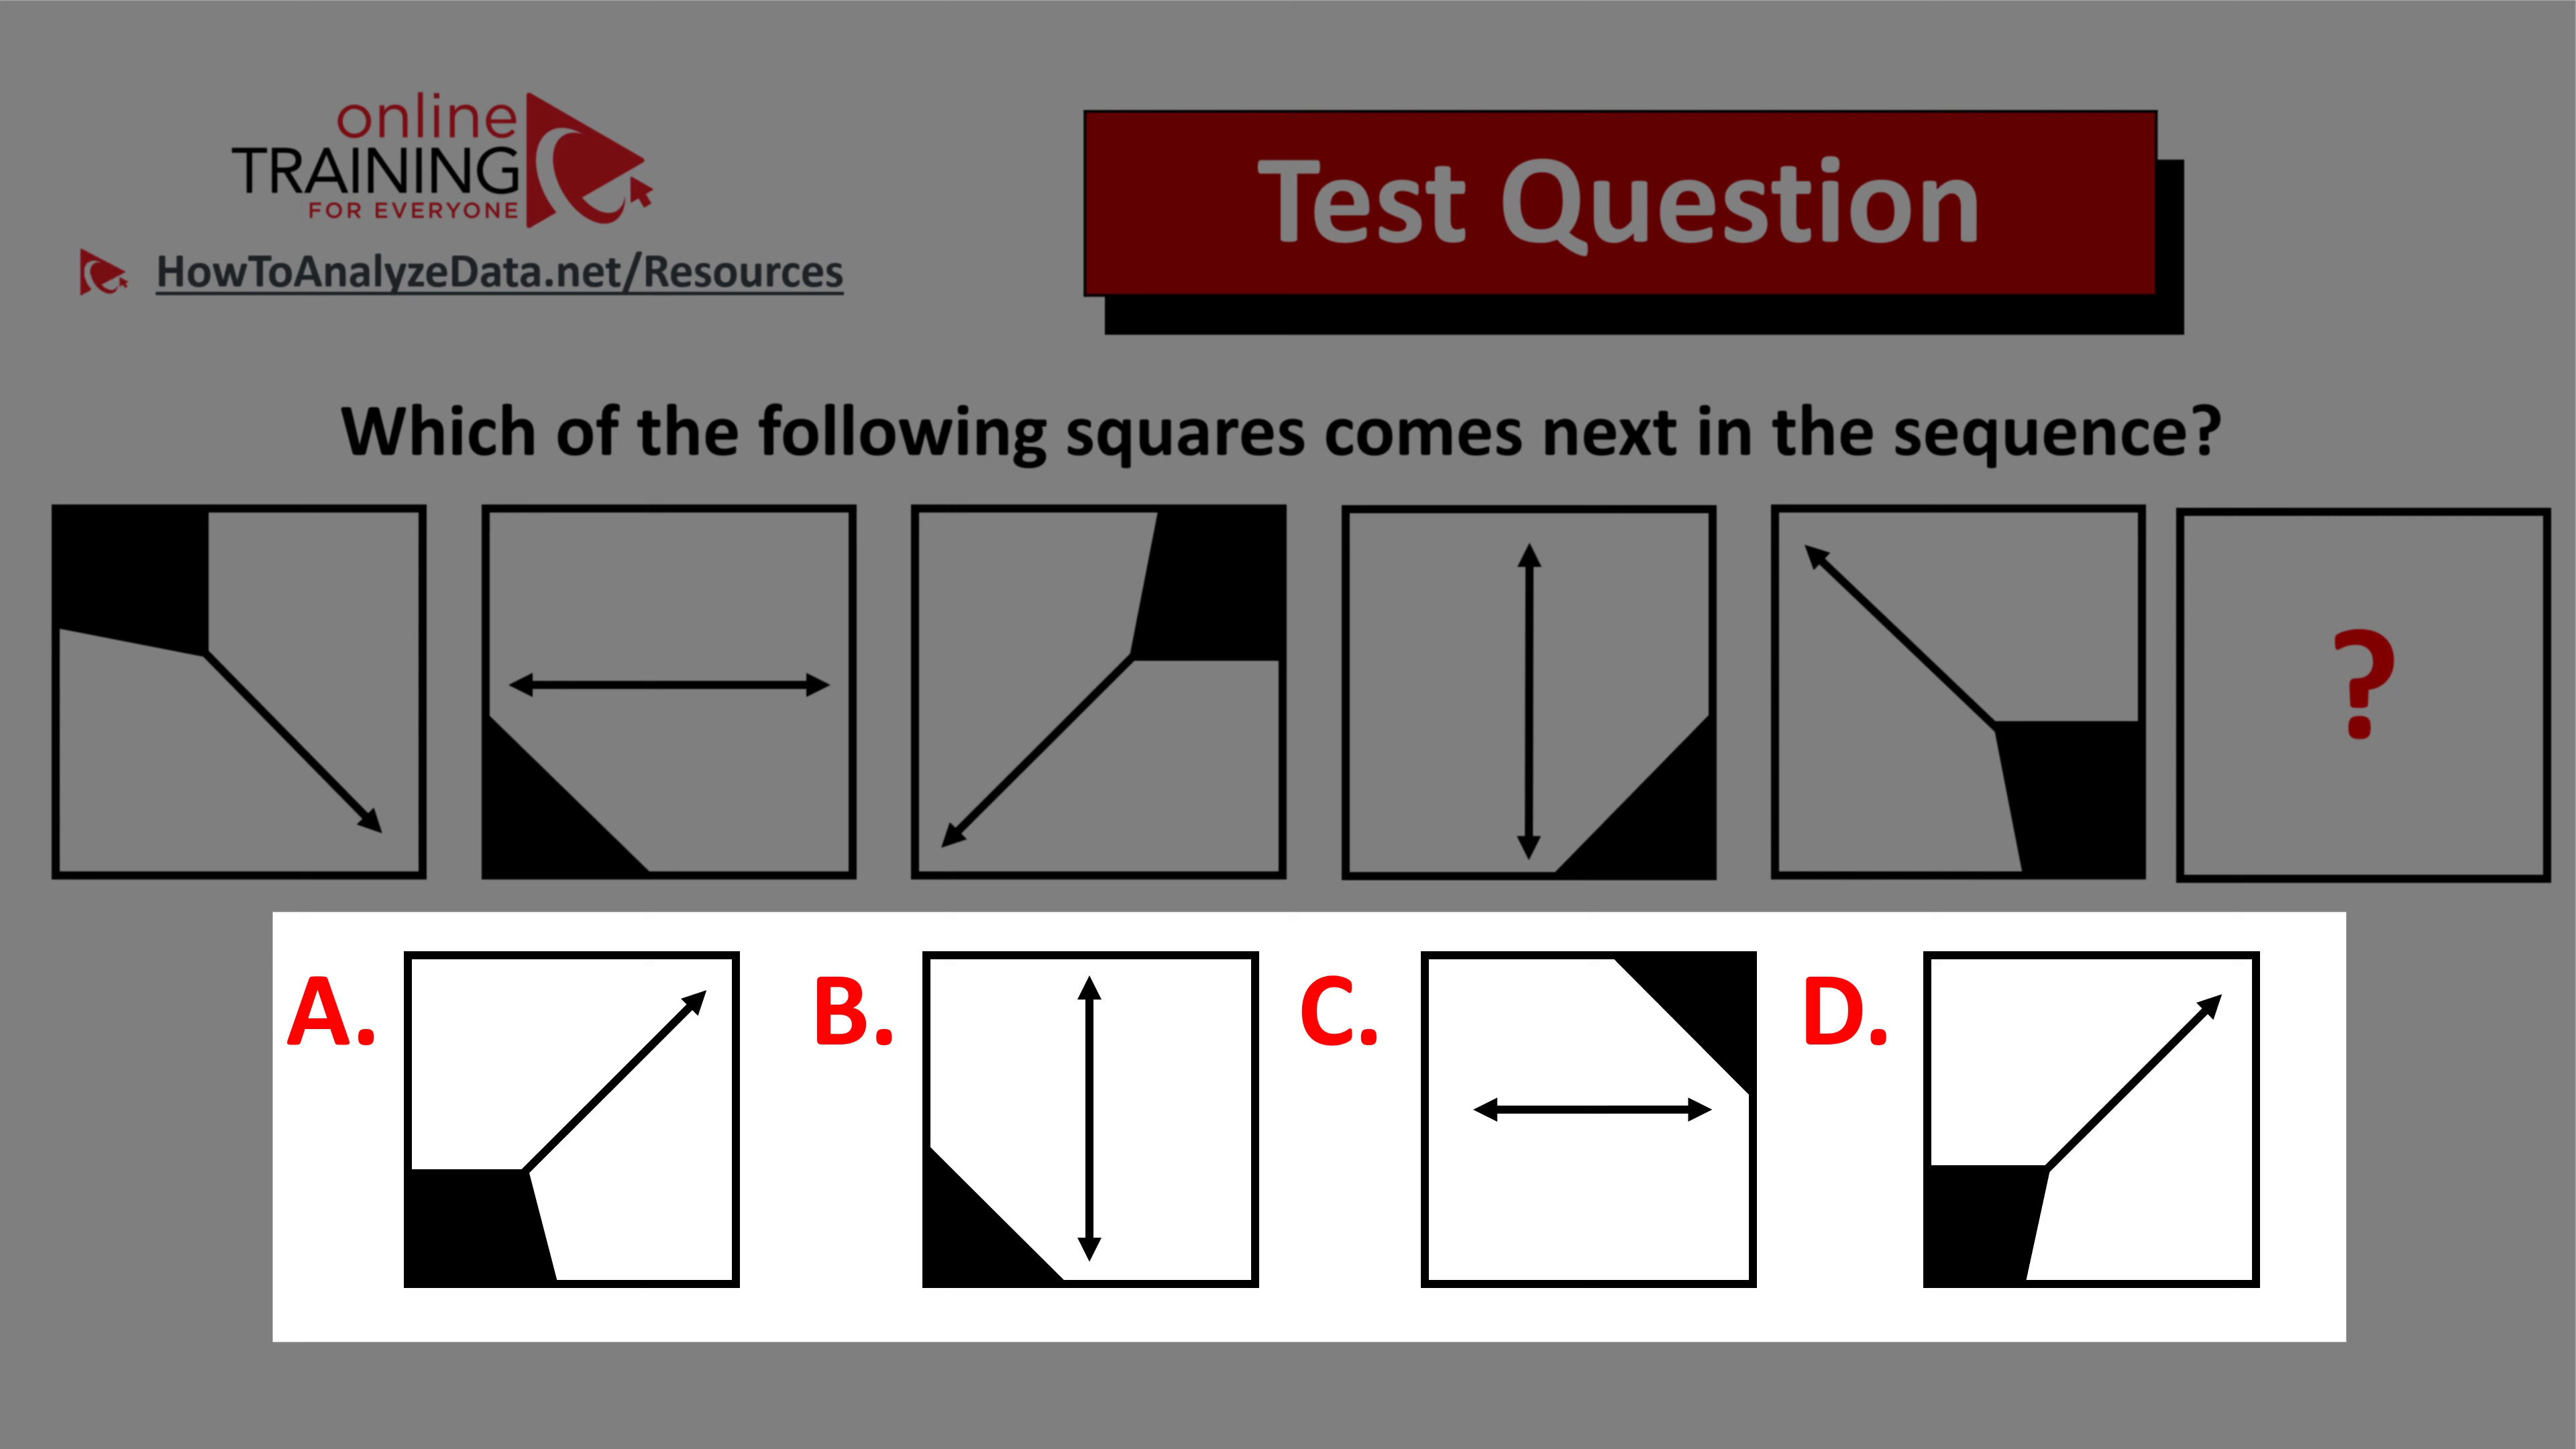 online
TRAINING
FOR EVERYONE
HowToAnalyzeData.net/Resources
Test Question
Which of the following squares comes next in the sequence?
?
A.
B.
C.
D.